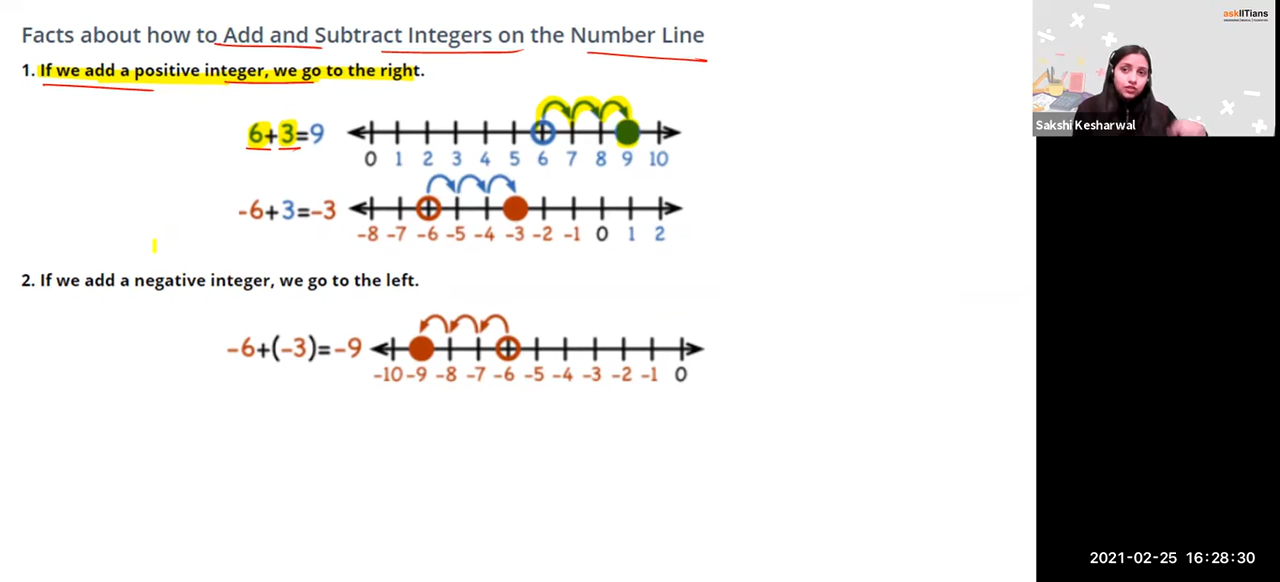 Facts about how to Add and Subtract Integers on the Number Line
1. If we add a positive integer, we go to the right.
6+3=9
0 1 2 3 4 5 6 7 8 9 10
-6+3=-3
-8 -7 -6 -5 -4 -3 -2 -1 0 1 2
2. If we add a negative integer, we go to the left.
-6+(-3)=-9
-10 -9 -8 -7 -6 -5 -4 -3 -2 -1 0
askIITians
Sakshi Kesharwal
2021-02-25 16:28:30